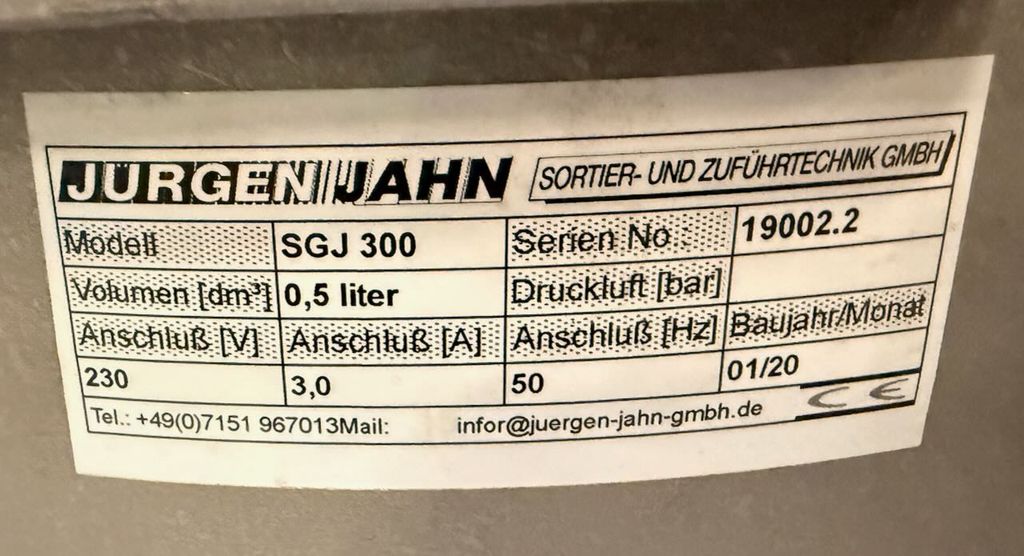 JÜRGEN JAHN SORTIER- UND ZUFÜHRTECHNIK GMBH
Modell SGJ 300 Serien No.: 19002.2
Volumen [dm³] 0,5 liter Druckluft [bar]
Anschluß [V] Anschluß [A] Anschluß [Hz] Baujahr/Monat
230 3,0 50 01/20
Tel.: +49(0)7151 967013Mail: infor@juergen-jahn-gmbh.de CE